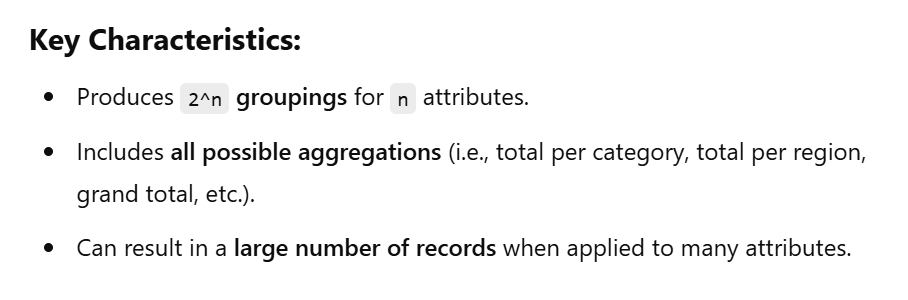 Key Characteristics:
• Produces 2^n groupings for n attributes.
• Includes all possible aggregations (i.e., total per category, total per region,
grand total, etc.).
• Can result in a large number of records when applied to many attributes.